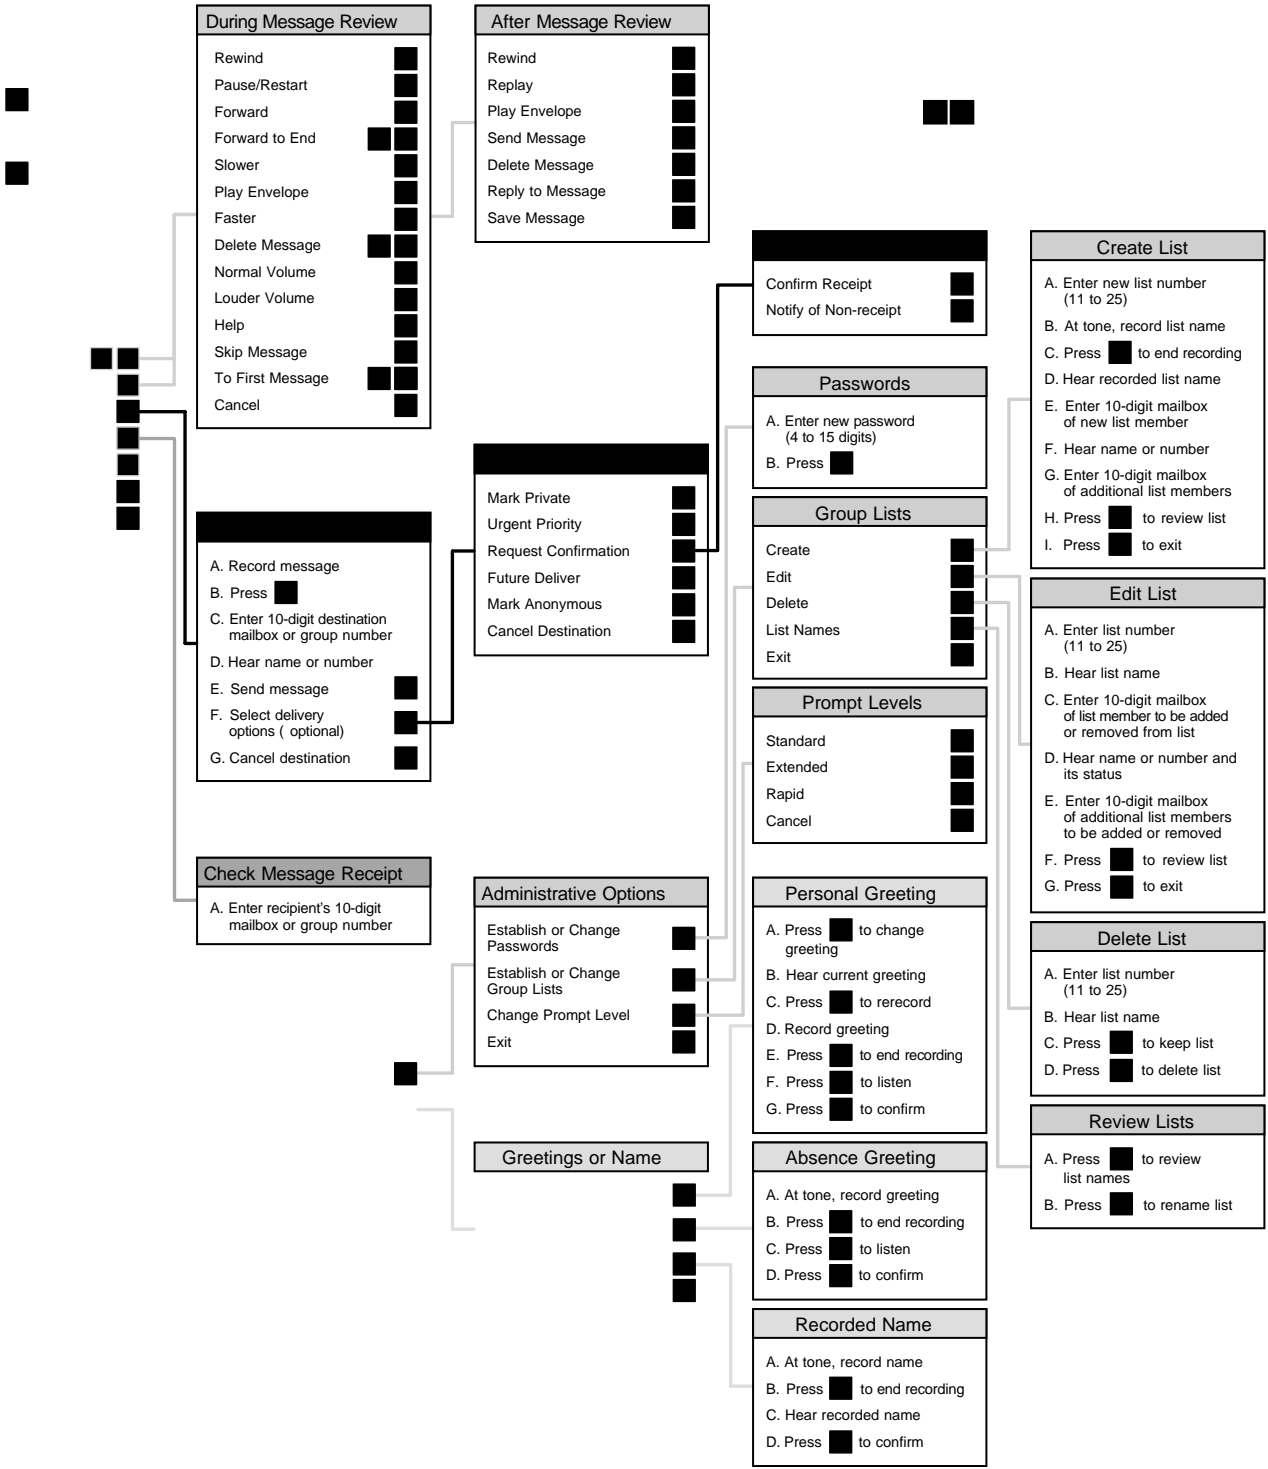 During Message Review
Rewind
Pause/Restart
Forward
Forward to End
Slower
Play Envelope
Faster
Delete Message
Normal Volume
Louder Volume
Help
Skip Message
To First Message
Cancel
After Message Review
Rewind
Replay
Play Envelope
Send Message
Delete Message
Reply to Message
Save Message
A. Record message
B. Press
C. Enter 10-digit destination
mailbox or group number
D. Hear name or number
E. Send message
F. Select delivery
options ( optional)
G. Cancel destination
Mark Private
Urgent Priority
Request Confirmation
Future Deliver
Mark Anonymous
Cancel Destination
Confirm Receipt
Notify of Non-receipt
Check Message Receipt
A. Enter recipient's 10-digit
mailbox or group number
Administrative Options
Establish or Change
Passwords
Establish or Change
Group Lists
Change Prompt Level
Exit
Greetings or Name
Passwords
A. Enter new password
(4 to 15 digits)
B. Press
Group Lists
Create
Edit
Delete
List Names
Exit
Prompt Levels
Standard
Extended
Rapid
Cancel
Personal Greeting
A. Press to change
greeting
B. Hear current greeting
C. Press to rerecord
D. Record greeting
E. Press to end recording
F. Press to listen
G. Press to confirm
Absence Greeting
A. At tone, record greeting
B. Press to end recording
C. Press to listen
D. Press to confirm
Recorded Name
A. At tone, record name
B. Press to end recording
C. Hear recorded name
D. Press to confirm
Create List
A. Enter new list number
(11 to 25)
B. At tone, record list name
C. Press to end recording
D. Hear recorded list name
E. Enter 10-digit mailbox
of new list member
F. Hear name or number
G. Enter 10-digit mailbox
of additional list members
H. Press to review list
I. Press to exit
Edit List
A. Enter list number
(11 to 25)
B. Hear list name
C. Enter 10-digit mailbox
of list member to be added
or removed from list
D. Hear name or number and
its status
E. Enter 10-digit mailbox
of additional list members
to be added or removed
F. Press to review list
G. Press to exit
Delete List
A. Enter list number
(11 to 25)
B. Hear list name
C. Press to keep list
D. Press to delete list
Review Lists
A. Press to review
list names
B. Press to rename list